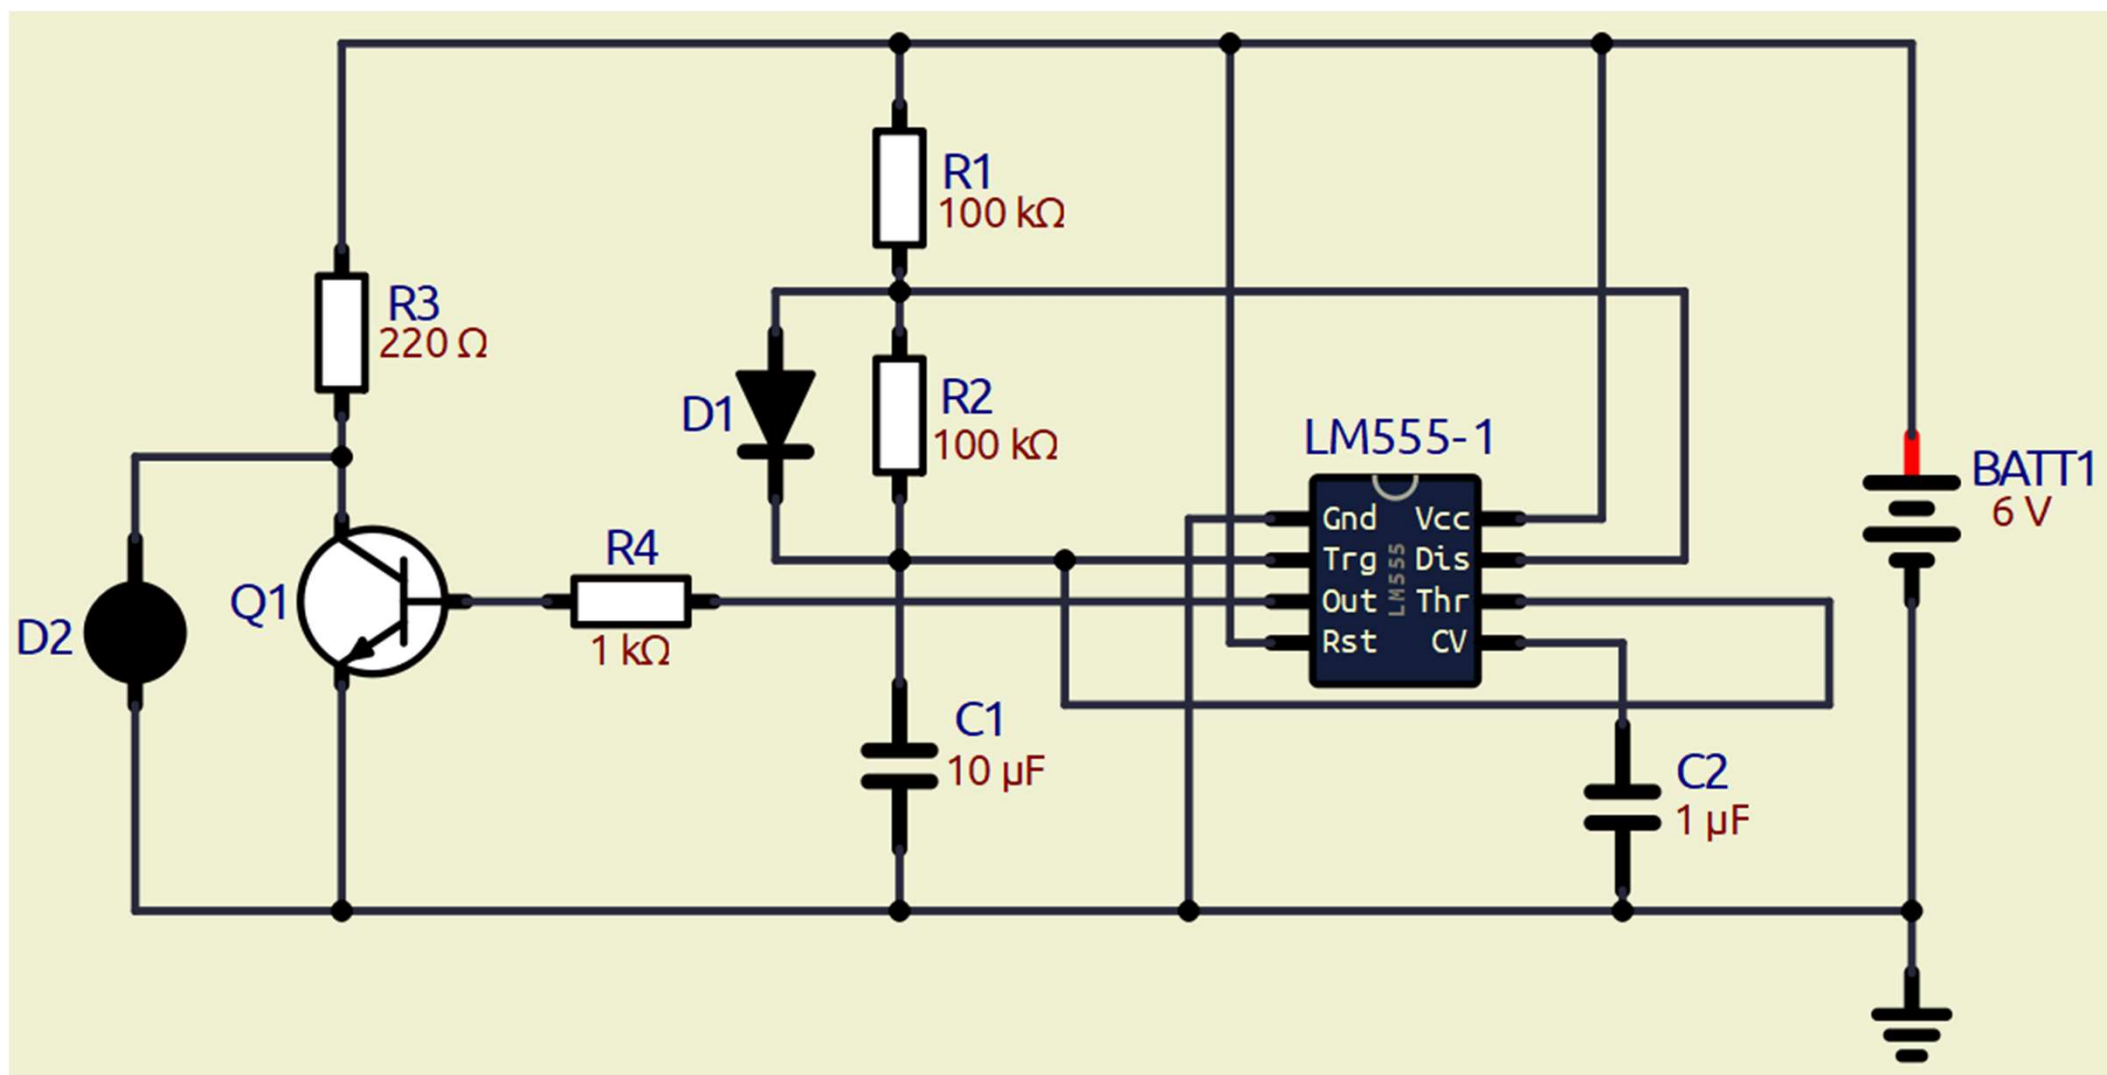 R1
100 kΩ
R3
220 Ω
D1
R2
100 kΩ
LM555-1
BATT1
6 V
Gnd Vcc
Trg Dis
Out Thr
Rst CV
LM555
R4
1 kΩ
Q1
D2
C1
10 µF
C2
1 µF